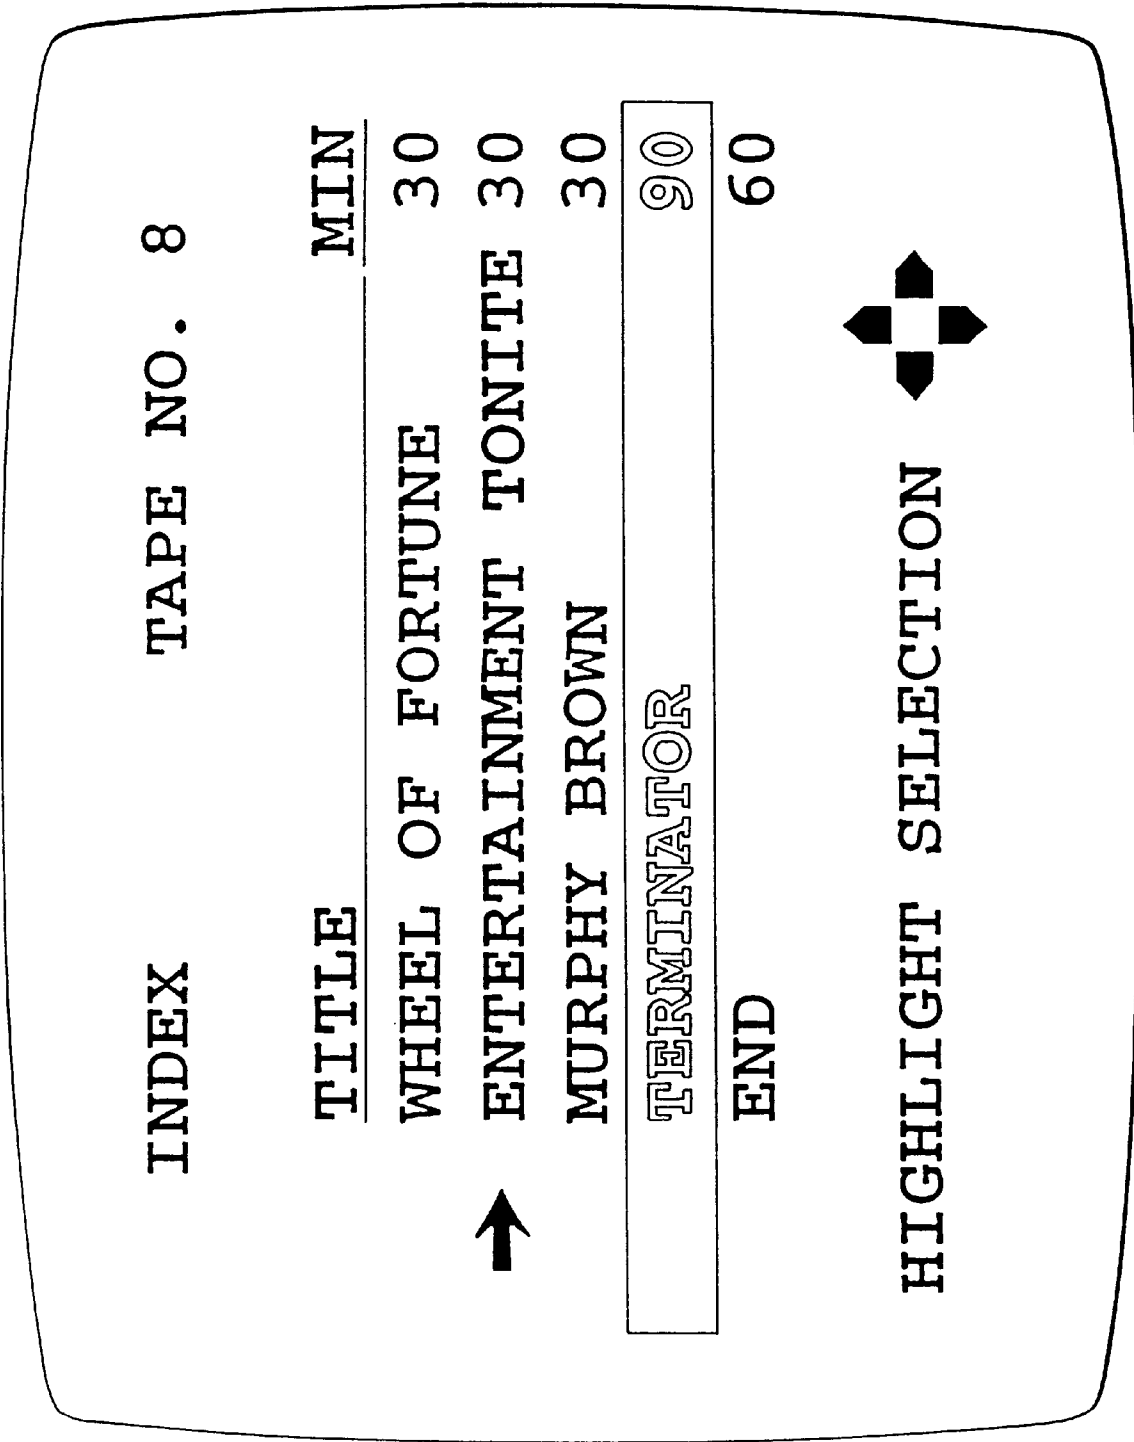 INDEX TAPE NO. 8
TITLE MIN
WHEEL OF FORTUNE 30
ENTERTAINMENT TONITE 30
MURPHY BROWN 30
TERMINATOR 90
END 60
HIGHLIGHT SELECTION